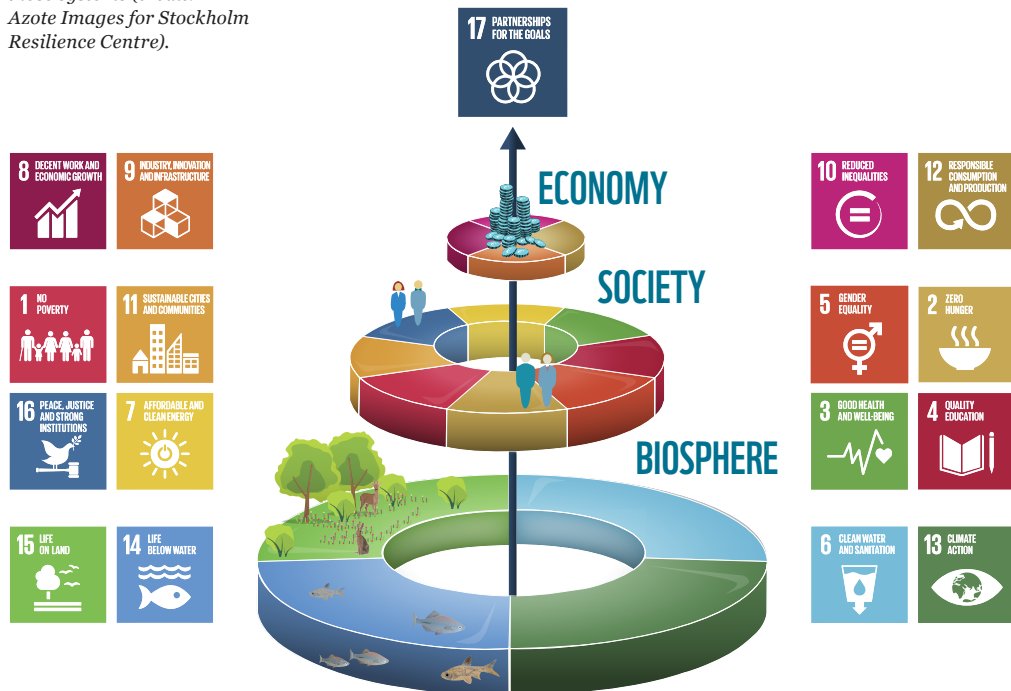 Azote Images for Stockholm
Resilience Centre).
17 PARTNERSHIPS
FOR THE GOALS
8 DECENT WORK AND
ECONOMIC GROWTH
9 INDUSTRY, INNOVATION
AND INFRASTRUCTURE
ECONOMY
10 REDUCED
INEQUALITIES
12 RESPONSIBLE
CONSUMPTION
AND PRODUCTION
SOCIETY
1 NO
POVERTY
11 SUSTAINABLE CITIES
AND COMMUNITIES
5 GENDER
EQUALITY
2 ZERO
HUNGER
16 PEACE, JUSTICE
AND STRONG
INSTITUTIONS
7 AFFORDABLE AND
CLEAN ENERGY
3 GOOD HEALTH
AND WELL-BEING
4 QUALITY
EDUCATION
BIOSPHERE
15 LIFE
ON LAND
14 LIFE
BELOW WATER
6 CLEAN WATER
AND SANITATION
13 CLIMATE
ACTION